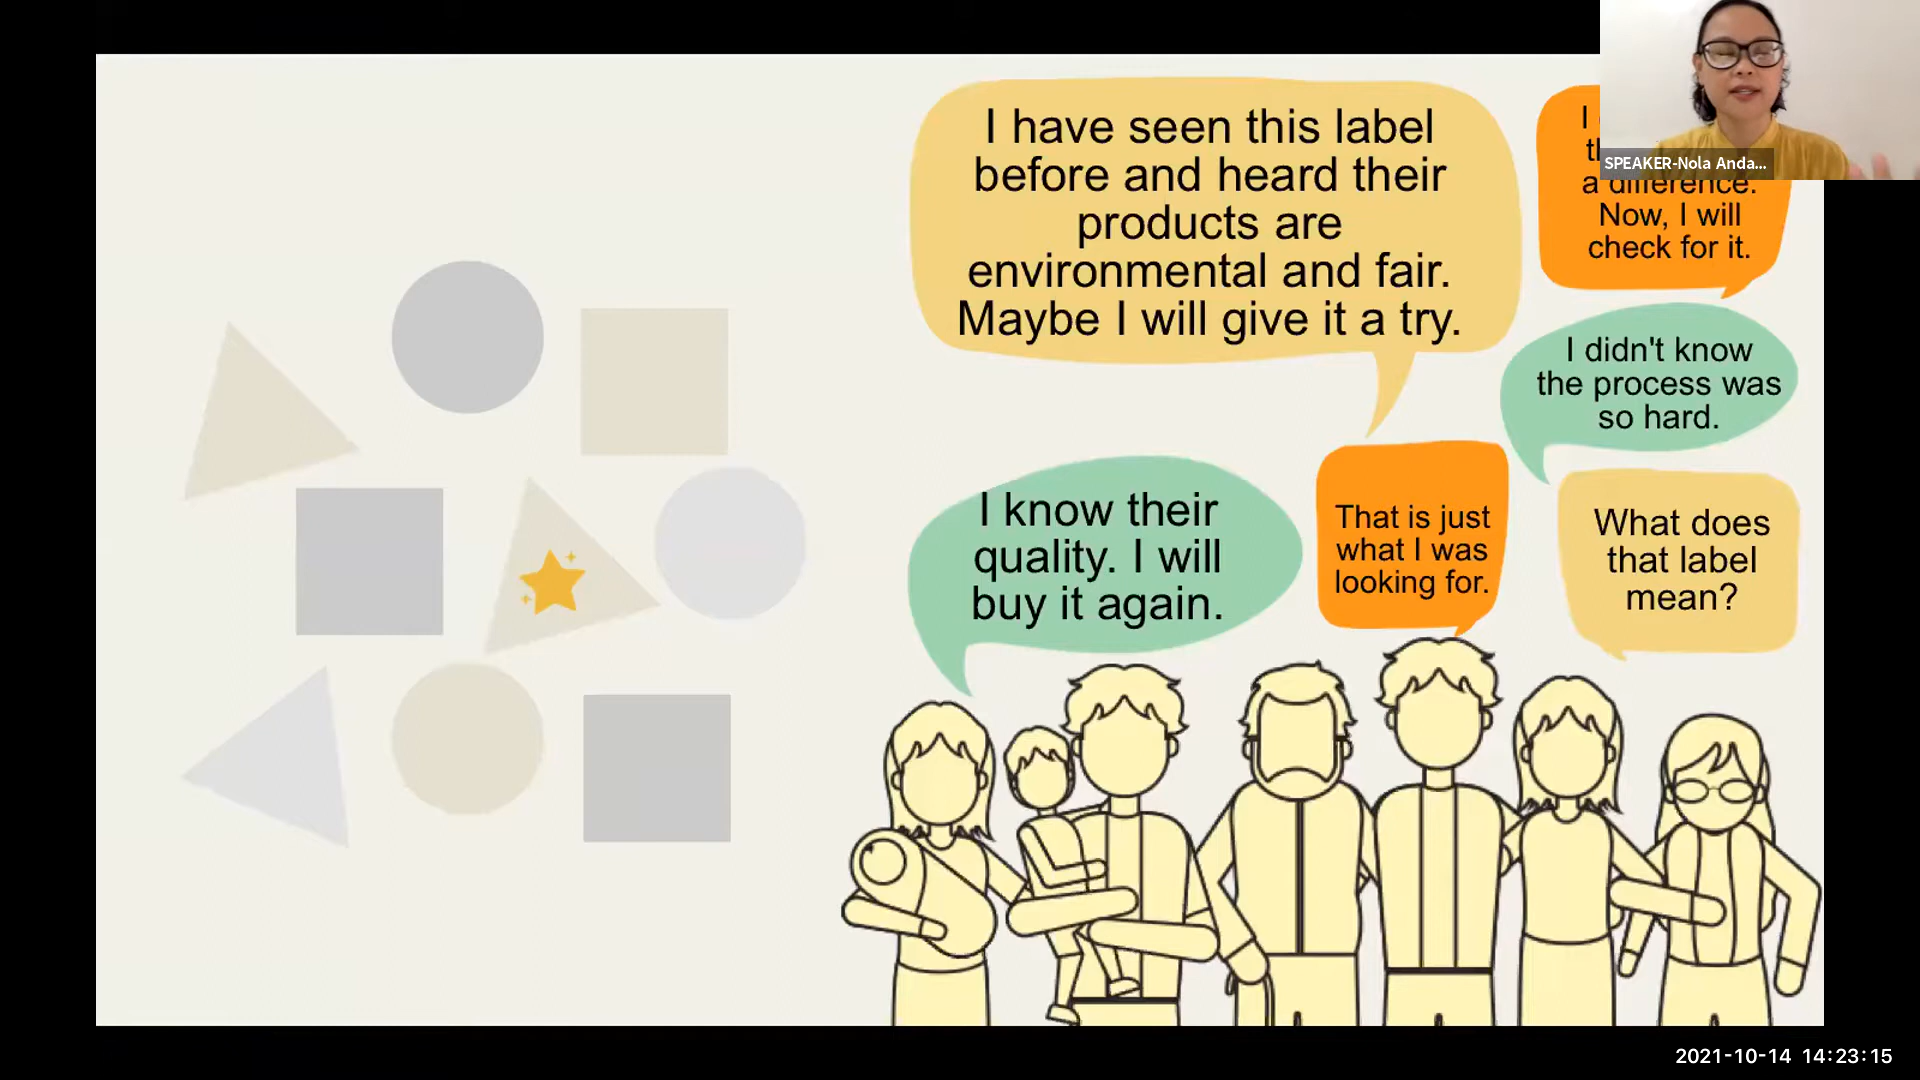 I have seen this label
before and heard their
products are
environmental and fair.
Maybe I will give it a try.
I
a difference.
Now, I will
check for it.
SPEAKER-Nola Anda...
I didn't know
the process was
so hard.
I know their
quality. I will
buy it again.
That is just
what I was
looking for.
What does
that label
mean?
2021-10-14 14:23:15